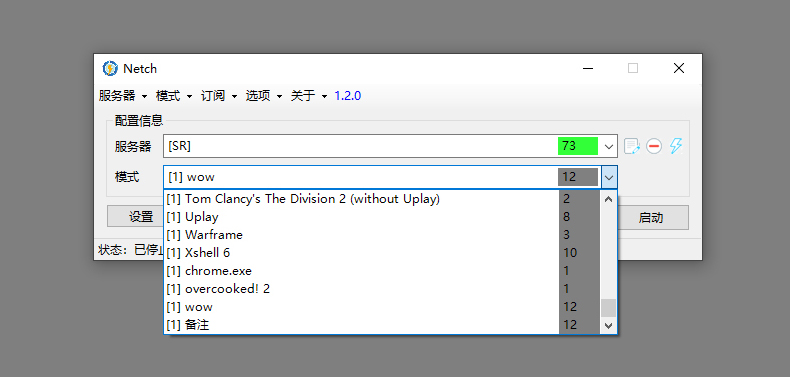 Netch
服务器 模式 订阅 选项 关于 1.2.0
配置信息
服务器 [SR] 73
模式 [1] wow 12
[1] Tom Clancy's The Division 2 (without Uplay) 2
[1] Uplay 8
[1] Warframe 3
[1] Xshell 6 10
[1] chrome.exe 1
[1] overcooked! 2 1
[1] wow 12
[1] 备注 12
设置 启动
状态：已停止